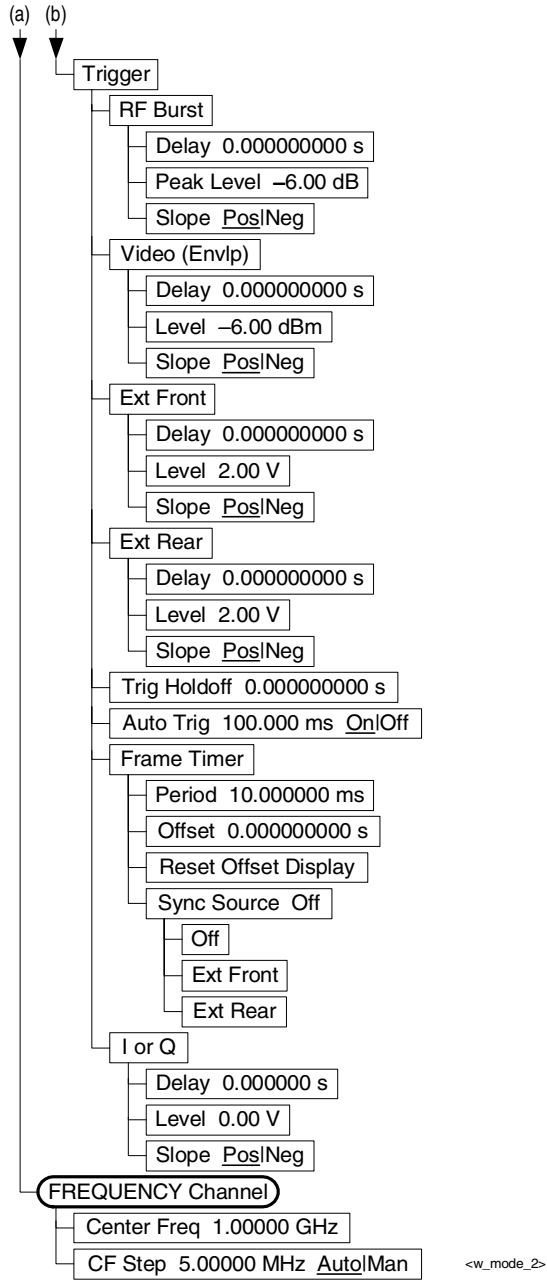 (a) (b)
Trigger
RF Burst
Delay 0.000000000 s
Peak Level –6.00 dB
Slope Pos|Neg
Video (Envlp)
Delay 0.000000000 s
Level –6.00 dBm
Slope Pos|Neg
Ext Front
Delay 0.000000000 s
Level 2.00 V
Slope Pos|Neg
Ext Rear
Delay 0.000000000 s
Level 2.00 V
Slope Pos|Neg
Trig Holdoff 0.000000000 s
Auto Trig 100.000 ms On|Off
Frame Timer
Period 10.000000 ms
Offset 0.000000000 s
Reset Offset Display
Sync Source Off
Off
Ext Front
Ext Rear
I or Q
Delay 0.000000 s
Level 0.00 V
Slope Pos|Neg
FREQUENCY Channel
Center Freq 1.00000 GHz
CF Step 5.00000 MHz Auto|Man
<w_mode_2>